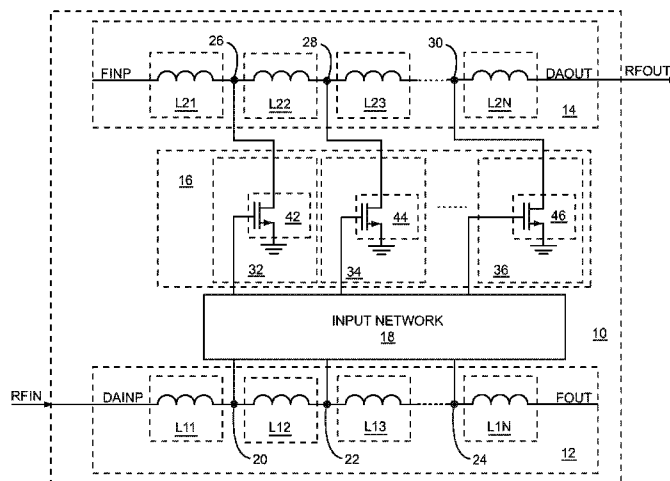 26 28 30
FINP DAOUT RFOUT
L21 L22 L23 L2N 14
16
42 44 46
32 34 36
INPUT NETWORK
18 10
RFIN DAINP FOUT
L11 L12 L13 L1N
20 22 24 12